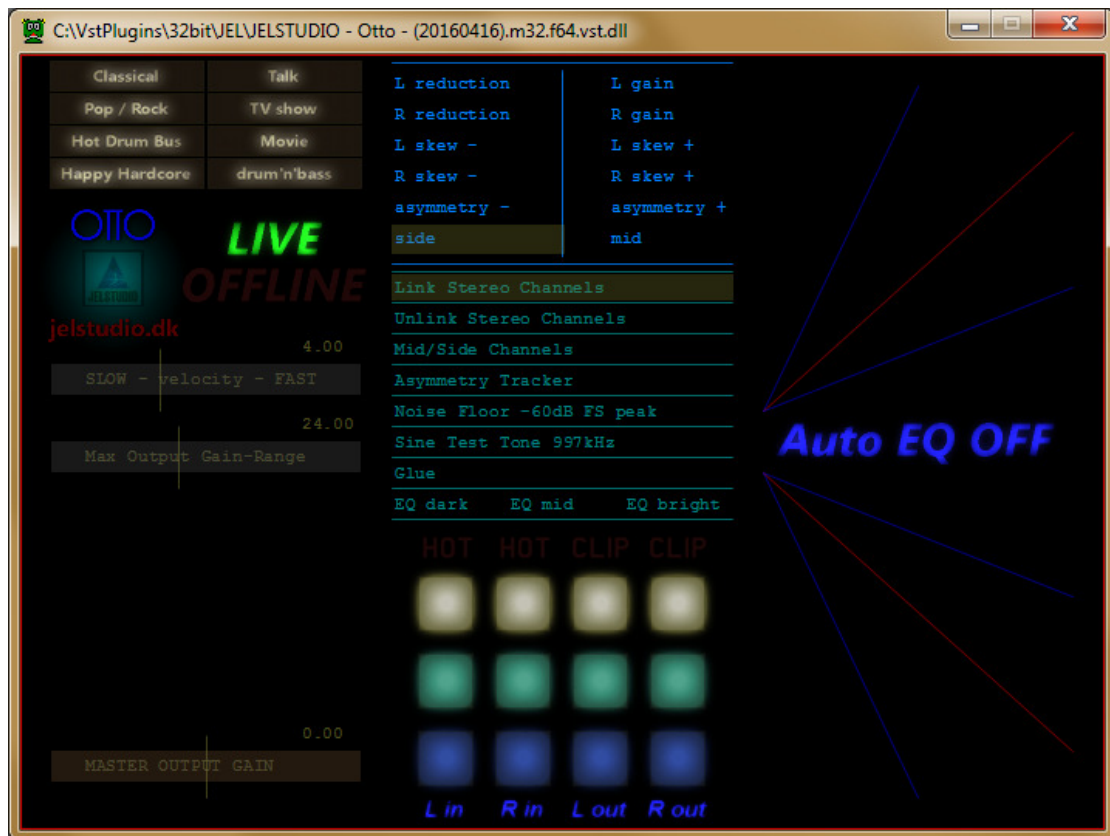 C:\VstPlugins\32bit\JEL\JELSTUDIO - Otto - (20160416).m32.f64.vst.dll
Classical Talk
Pop / Rock TV show
Hot Drum Bus Movie
Happy Hardcore drum'n'bass
OTTO
LIVE
OFFLINE
JELSTUDIO
jelstudio.dk
4.00
SLOW - velocity - FAST
24.00
Max Output Gain-Range
0.00
MASTER OUTPUT GAIN
L reduction L gain
R reduction R gain
L skew - L skew +
R skew - R skew +
asymmetry - asymmetry +
side mid
Link Stereo Channels
Unlink Stereo Channels
Mid/Side Channels
Asymmetry Tracker
Noise Floor -60dB FS peak
Sine Test Tone 997kHz
Glue
EQ dark EQ mid EQ bright
HOT HOT CLIP CLIP
L in R in L out R out
Auto EQ OFF